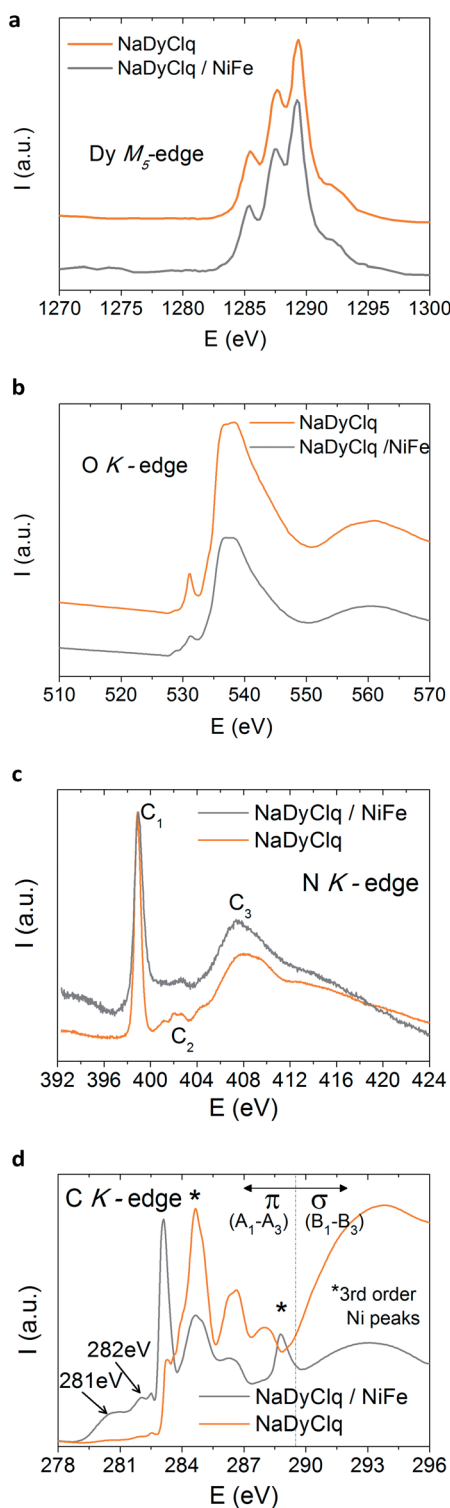 a
NaDyClq
NaDyClq / NiFe
Dy M5-edge
I (a.u.)
1270 1275 1280 1285 1290 1295 1300
E (eV)
b
NaDyClq
NaDyClq /NiFe
O K - edge
I (a.u.)
510 520 530 540 550 560 570
E (eV)
c
C1
NaDyClq / NiFe
NaDyClq
N K - edge
C3
C2
I (a.u.)
392 396 400 404 408 412 416 420 424
E (eV)
d
C K - edge *
π σ
(A1-A3) (B1-B3)
*
*3rd order
Ni peaks
282eV
281eV
NaDyClq / NiFe
NaDyClq
I (a.u.)
278 281 284 287 290 293 296
E (eV)